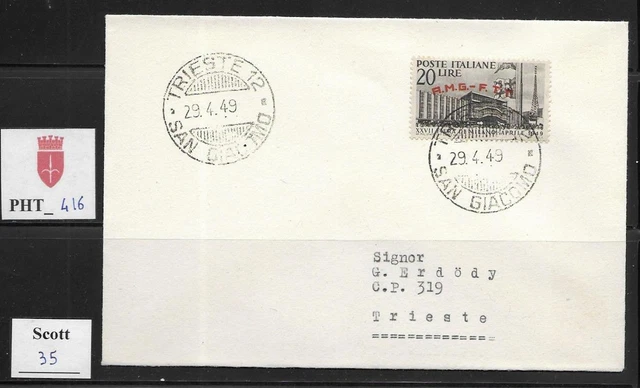 TRIESTE 12
29.4.49
SAN GIACOMO
POSTE ITALIANE
20 LIRE
A.M.G.-F.T.T.
29.4.49
SAN GIACOMO
PHT_ 416
Signor
G. Erdödy
C.P. 319
Trieste
Scott
35